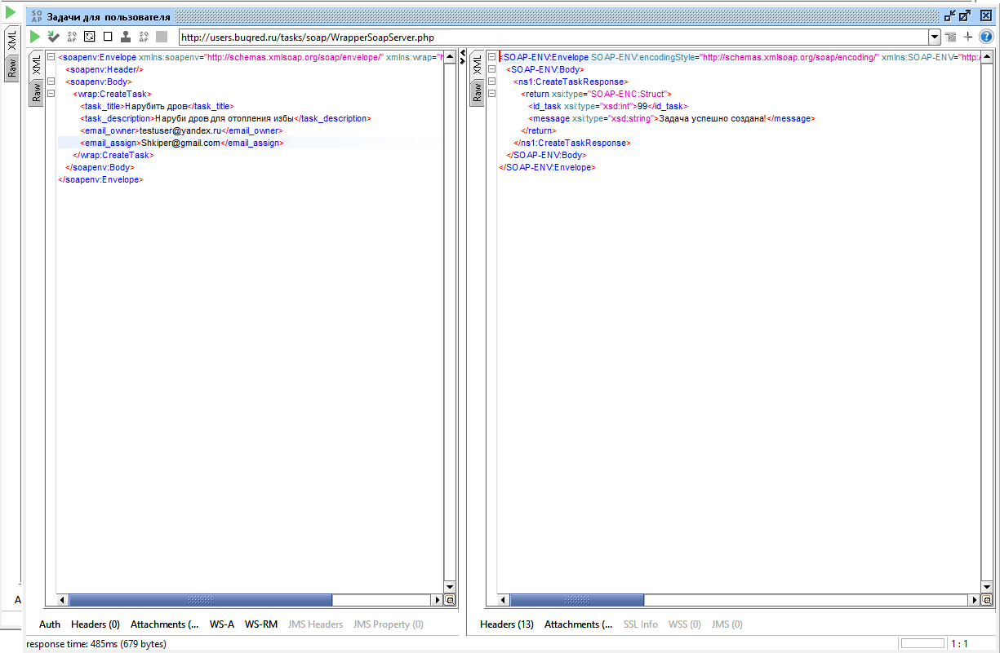 SO AP Задачи для пользователя
http://users.buqred.ru/tasks/soap/WrapperSoapServer.php
XML
Raw
XML
Raw
<soapenv:Envelope xmlns:soapenv="http://schemas.xmlsoap.org/soap/envelope/" xmlns:wrap="h
<soapenv:Header/>
<soapenv:Body>
<wrap:CreateTask>
<task_title>Нарубить дров</task_title>
<task_description>Наруби дров для отопления избы</task_description>
<email_owner>testuser@yandex.ru</email_owner>
<email_assign>Shkiper@gmail.com</email_assign>
</wrap:CreateTask>
</soapenv:Body>
</soapenv:Envelope>
XML
Raw
<SOAP-ENV:Envelope SOAP-ENV:encodingStyle="http://schemas.xmlsoap.org/soap/encoding/" xmlns:SOAP-ENV="http:
<SOAP-ENV:Body>
<ns1:CreateTaskResponse>
<return xsi:type="SOAP-ENC:Struct">
<id_task xsi:type="xsd:int">99</id_task>
<message xsi:type="xsd:string">Задача успешно создана!</message>
</return>
</ns1:CreateTaskResponse>
</SOAP-ENV:Body>
</SOAP-ENV:Envelope>
A
Auth Headers (0) Attachments (... WS-A WS-RM JMS Headers JMS Property (0)
Headers (13) Attachments (... SSL Info WSS (0) JMS (0)
response time: 485ms (679 bytes)
1 : 1